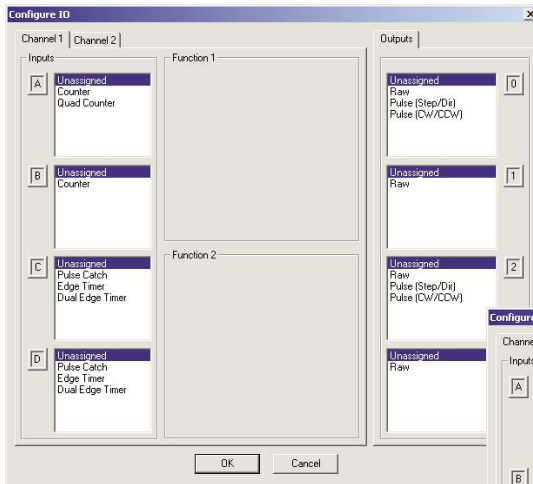 Configure IO
Channel 1 Channel 2
Outputs
Inputs
Function 1
A
Unassigned
Counter
Quad Counter
Unassigned
Raw
Pulse (Step/Dir)
Pulse (CW/CCW)
0
B
Unassigned
Counter
Unassigned
Raw
1
Function 2
C
Unassigned
Pulse Catch
Edge Timer
Dual Edge Timer
Unassigned
Raw
Pulse (Step/Dir)
Pulse (CW/CCW)
2
D
Unassigned
Pulse Catch
Edge Timer
Dual Edge Timer
Unassigned
Raw
OK
Cancel
Configure
Channe
Inputs
A
B